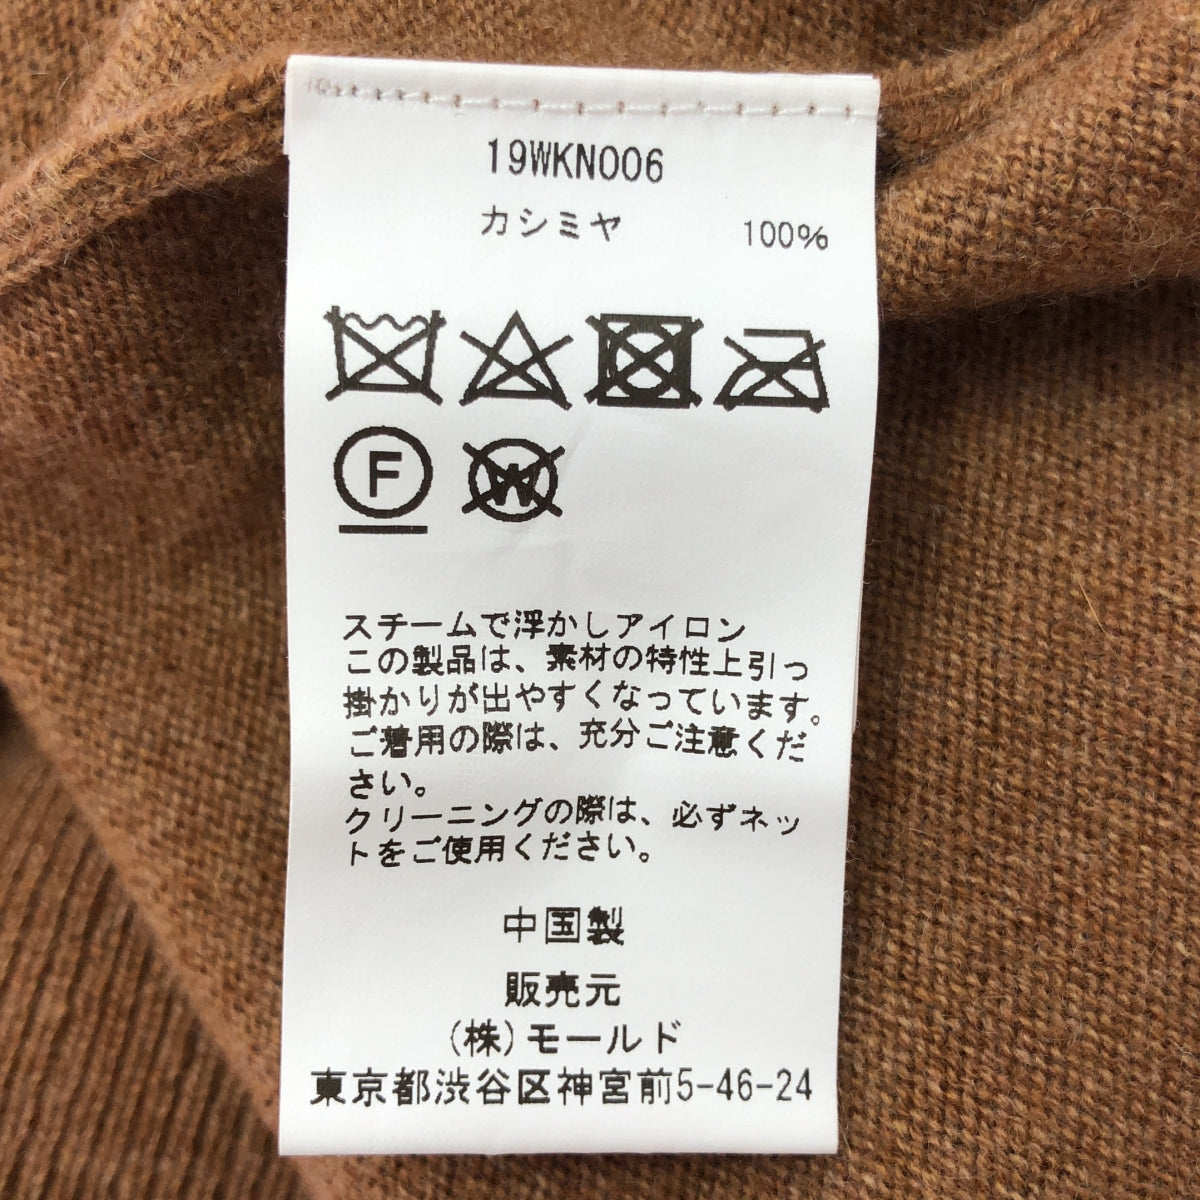 19WKN006
カシミヤ 100%
F
W
スチームで浮かしアイロン
この製品は、素材の特性上引っ
掛かりが出やすくなっています。
ご着用の際は、充分ご注意くだ
さい。
クリーニングの際は、必ずネッ
トをご使用ください。
中国製
販売元
(株)モールド
東京都渋谷区神宮前5-46-24